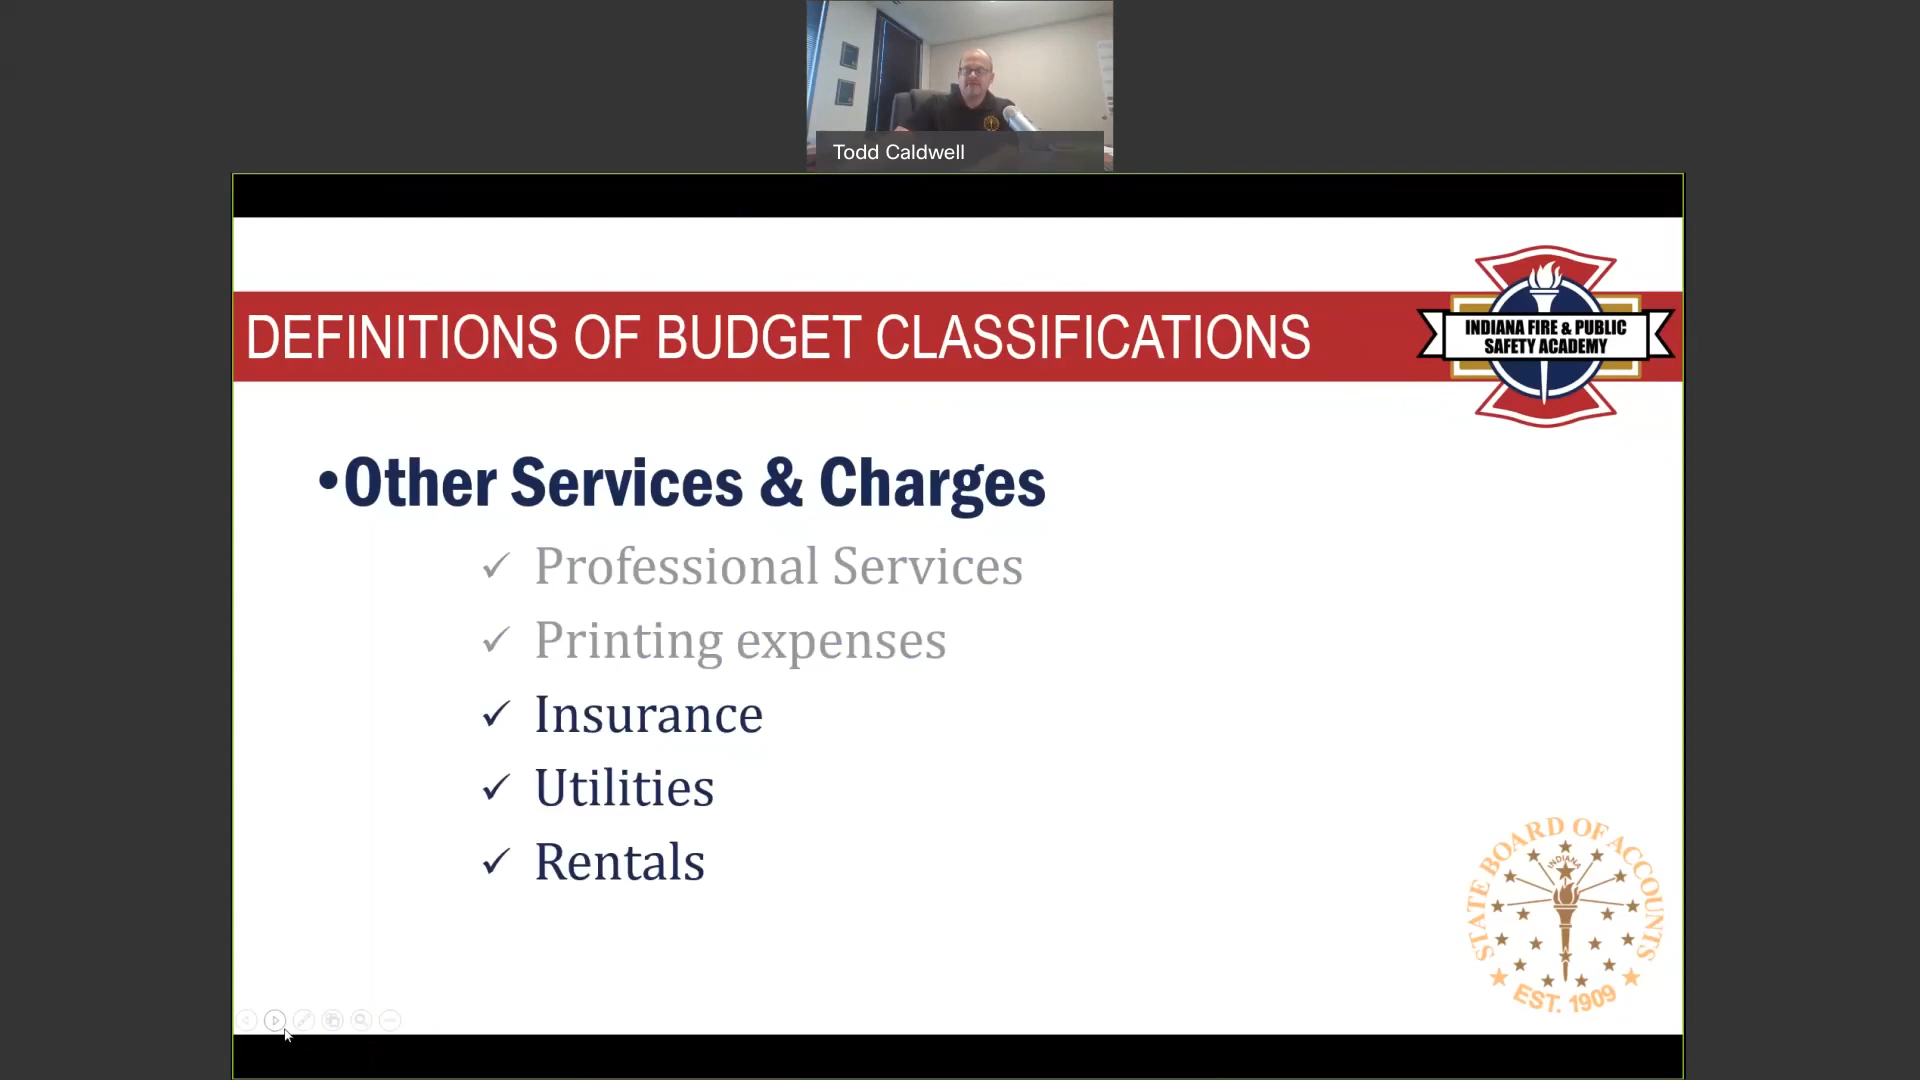 Todd Caldwell
DEFINITIONS OF BUDGET CLASSIFICATIONS
INDIANA FIRE & PUBLIC
SAFETY ACADEMY
•Other Services & Charges
✓ Professional Services
✓ Printing expenses
✓ Insurance
✓ Utilities
✓ Rentals
STATE BOARD OF ACCOUNTS
INDIANA
EST. 1909